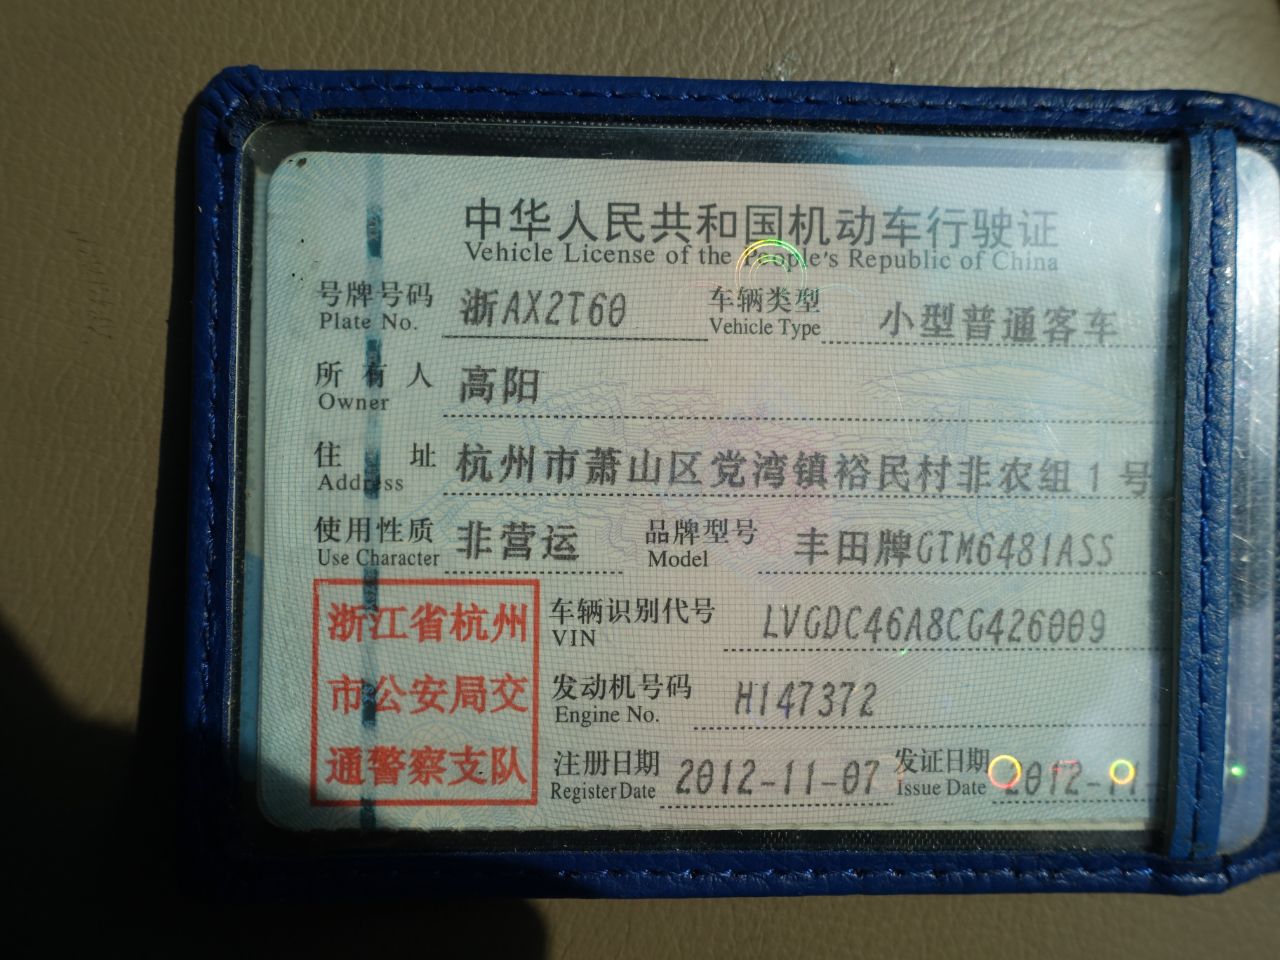 中华人民共和国机动车行驶证
Vehicle License of the People's Republic of China
号牌号码 浙AX2T60 车辆类型 小型普通客车
Plate No. Vehicle Type
所有人 高阳
Owner
住址 杭州市萧山区党湾镇裕民村非农组1号
Address
使用性质 非营运 品牌型号 丰田牌GTM6481ASS
Use Character Model
浙江省杭州
市公安局交
通警察支队
车辆识别代号 LVGDC46A8CG426009
VIN
发动机号码 H147372
Engine No.
注册日期 2012-11-07 发证日期 2012-11-
Register Date Issue Date